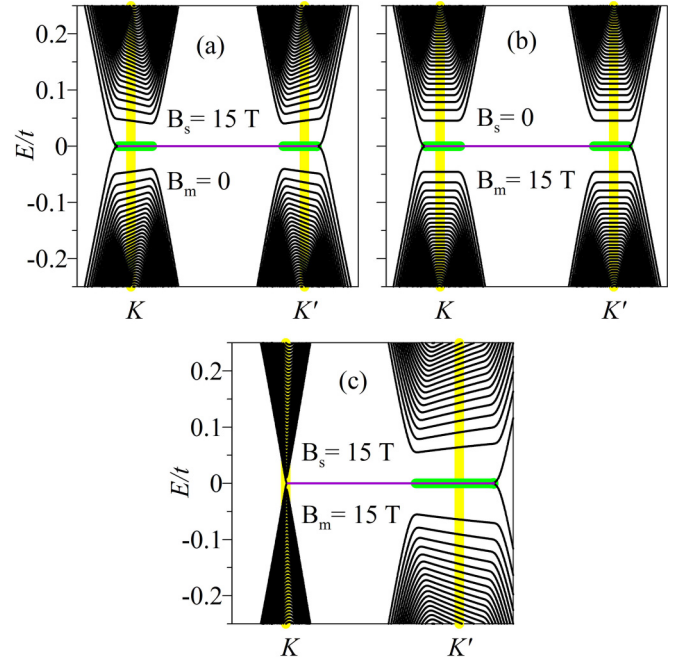 (a)
(b)
E/t
0.2
0.1
0
-0.1
-0.2
B_s= 15 T
B_m= 0
B_s= 0
B_m= 15 T
K
K'
K
K'
(c)
E/t
0.2
0.1
0
-0.1
-0.2
B_s= 15 T
B_m= 15 T
K
K'